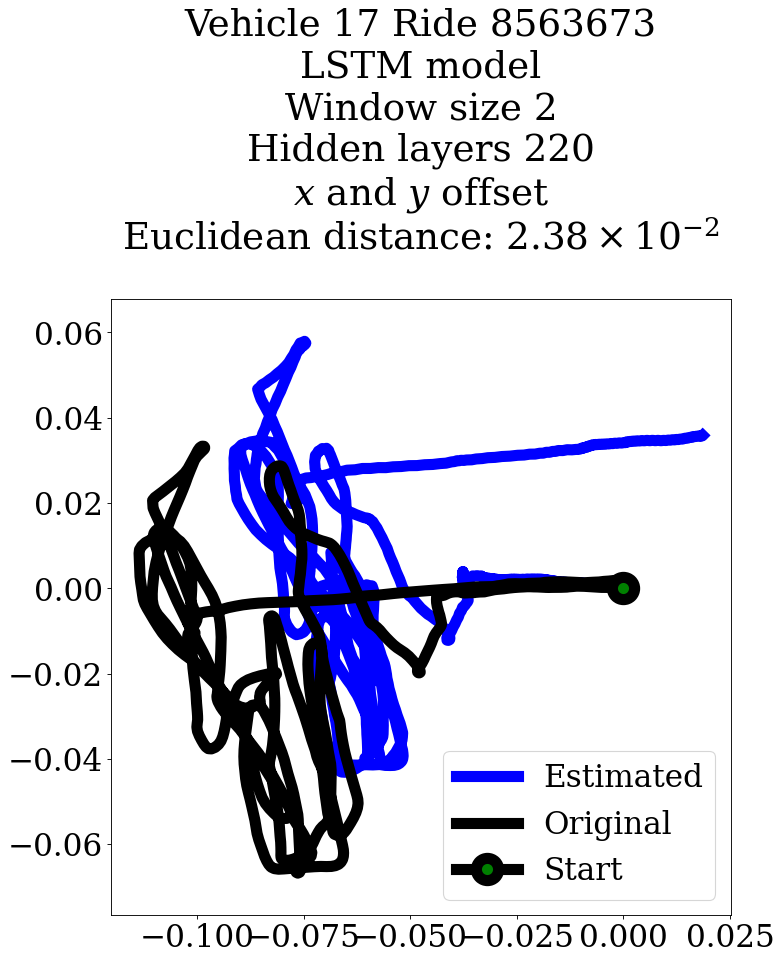 Vehicle 17 Ride 8563673
LSTM model
Window size 2
Hidden layers 220
x and y offset
Euclidean distance: 2.38 × 10⁻²
0.06
0.04
0.02
0.00
−0.02
−0.04
−0.06
Estimated
Original
Start
−0.100 −0.075 −0.050 −0.025 0.000 0.025